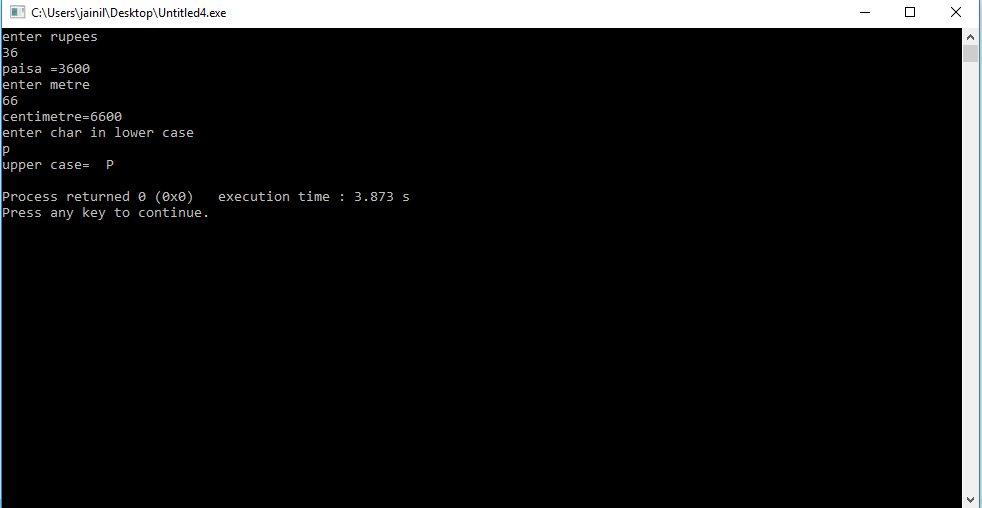 C:\Users\jainil\Desktop\Untitled4.exe
enter rupees
36
paisa =3600
enter metre
66
centimetre=6600
enter char in lower case
p
upper case=  P
Process returned 0 (0x0)   execution time : 3.873 s
Press any key to continue.